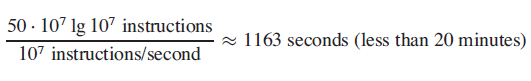 50 · 10⁷ lg 10⁷ instructions
10⁷ instructions/second
≈ 1163 seconds (less than 20 minutes)